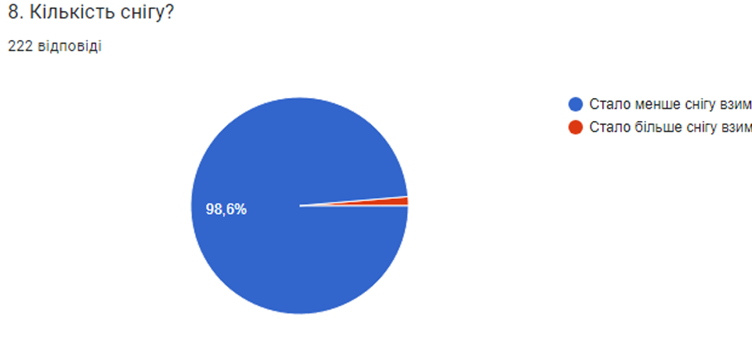 8. Кількість снігу?
222 відповіді
Стало менше снігу взим
Стало більше снігу взим
98,6%